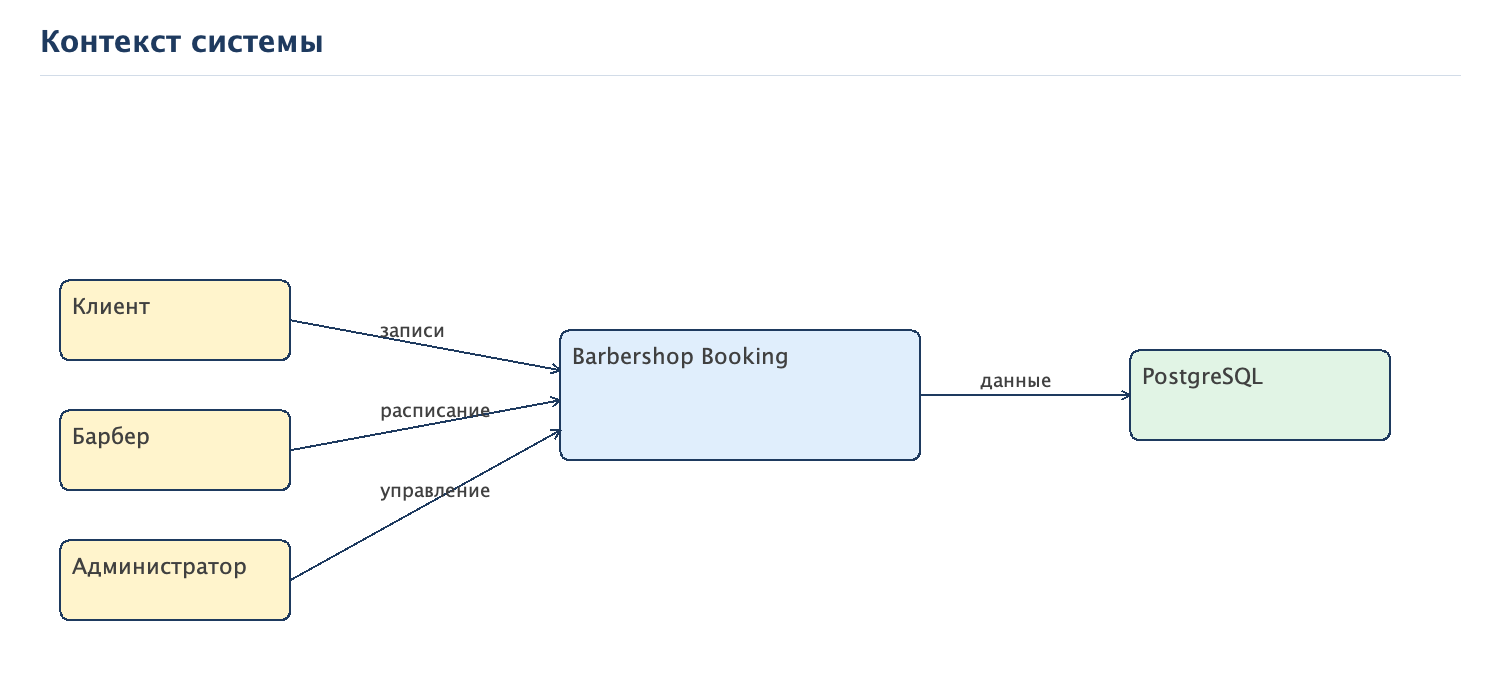 Контекст системы
Клиент
записи
Barbershop Booking
данные
PostgreSQL
Барбер
расписание
управление
Администратор